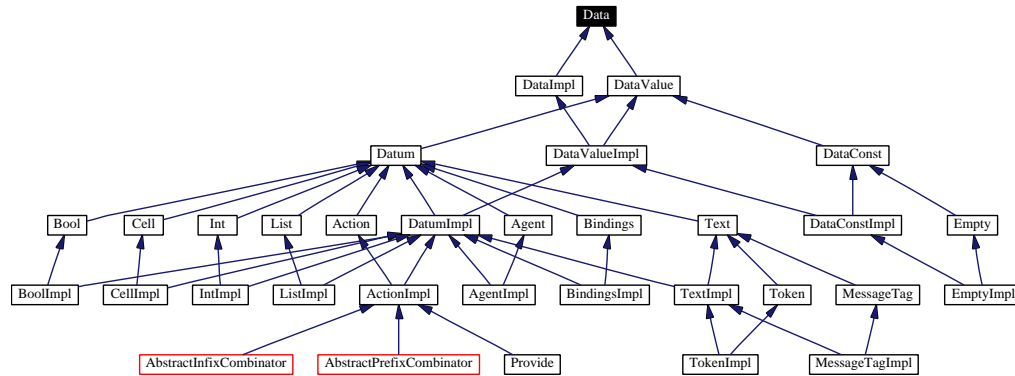 Data
DataImpl DataValue
Datum DataValueImpl DataConst
Bool Cell Int List Action DatumImpl Agent Bindings Text DataConstImpl Empty
BoolImpl CellImpl IntImpl ListImpl ActionImpl AgentImpl BindingsImpl TextImpl Token MessageTag EmptyImpl
AbstractInfixCombinator AbstractPrefixCombinator Provide TokenImpl MessageTagImpl